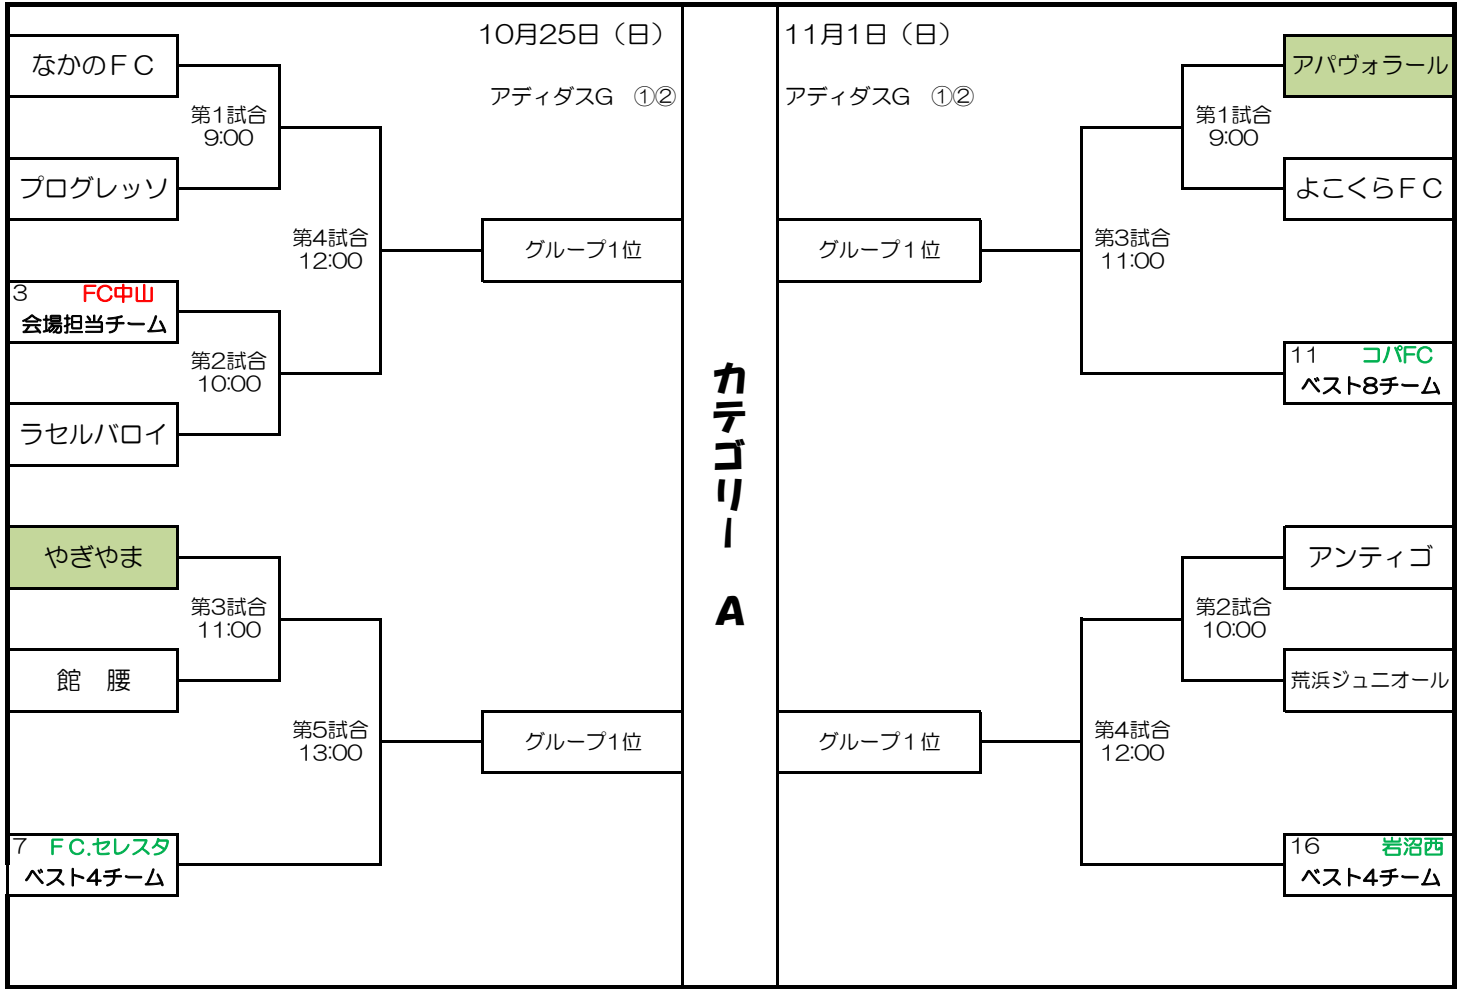 10月25日（日）
アディダスG　①②
なかのＦＣ
第1試合
9:00
プログレッソ
第4試合
12:00
グループ1位
3　FC中山
会場担当チーム
第2試合
10:00
ラセルバロイ
やぎやま
第3試合
11:00
館　腰
第5試合
13:00
グループ1位
7　ＦＣ.セレスタ
ベスト4チーム
カテゴリー　A
11月1日（日）
アディダスG　①②
アパヴォラール
第1試合
9:00
よこくらＦＣ
第3試合
11:00
グループ１位
11　コパFC
ベスト8チーム
アンティゴ
第2試合
10:00
荒浜ジュニオール
第4試合
12:00
グループ１位
16　岩沼西
ベスト4チーム